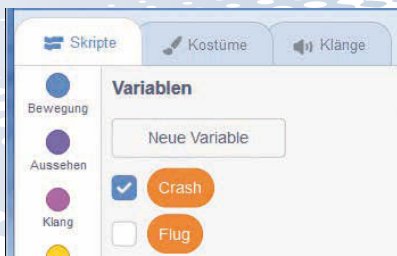 Skripte
Kostüme
Klänge
Bewegung
Aussehen
Klang
Variablen
Neue Variable
Crash
Flug